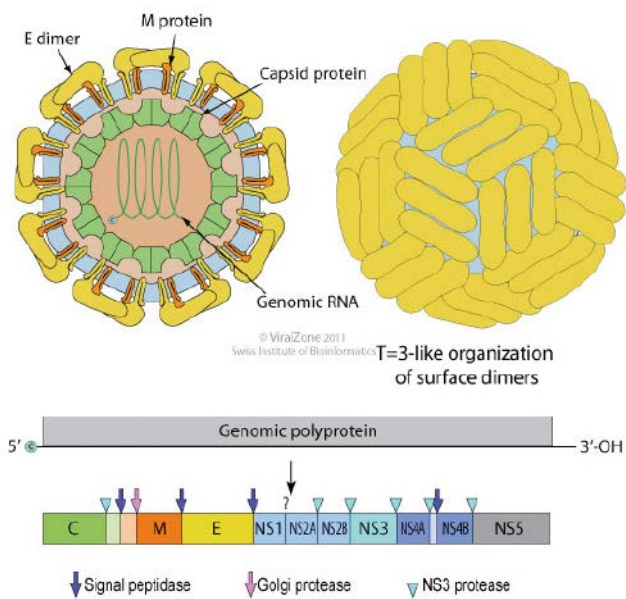 M protein
E dimer
Capsid protein
c
Genomic RNA
© ViralZone 2011
Swiss Institute of Bioinformatics
T=3-like organization
of surface dimers
Genomic polyprotein
5′ c 3′-OH
?
C M E NS1 NS2A NS2B NS3 NS4A NS4B NS5
Signal peptidase Golgi protease NS3 protease